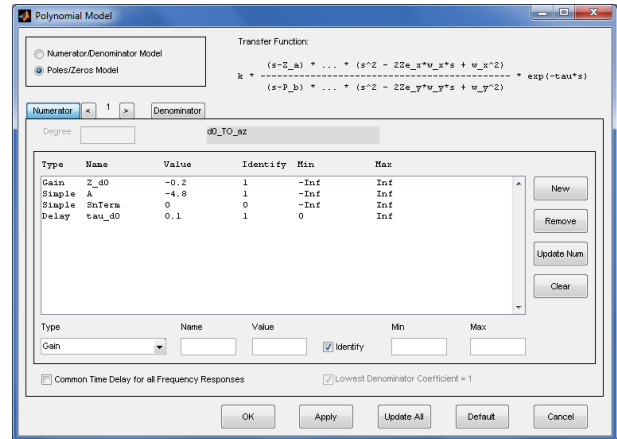 Polynomial Model
Numerator/Denominator Model
Poles/Zeros Model
Transfer Function:
(s-Z_a) * ... * (s^2 - 2Ze_x*w_x*s + w_x^2)
k * ------------------------------------------- * exp(-tau*s)
(s-P_b) * ... * (s^2 - 2Ze_y*w_y*s + w_y^2)
Numerator < 1 > Denominator
Degree: d0_TO_az
Type Name Value Identify Min Max
Gain Z_d0 -0.2 1 -Inf Inf
Simple A -4.8 1 -Inf Inf
Simple SnTerm 0 0 -Inf Inf
Delay tau_d0 0.1 1 0 Inf
New
Remove
Update Num
Clear
Type Name Value Min Max
Gain Identify
Common Time Delay for all Frequency Responses Lowest Denominator Coefficient = 1
OK Apply Update All Default Cancel